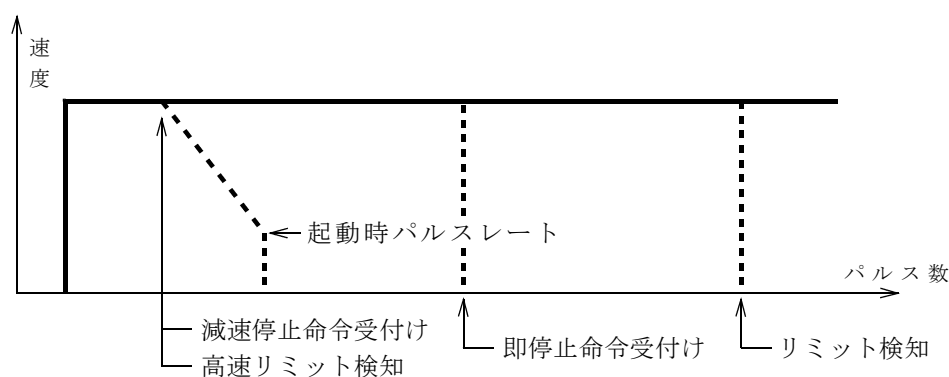 速度
起動時パルスレート
パルス数
減速停止命令受付け
高速リミット検知
即停止命令受付け
リミット検知